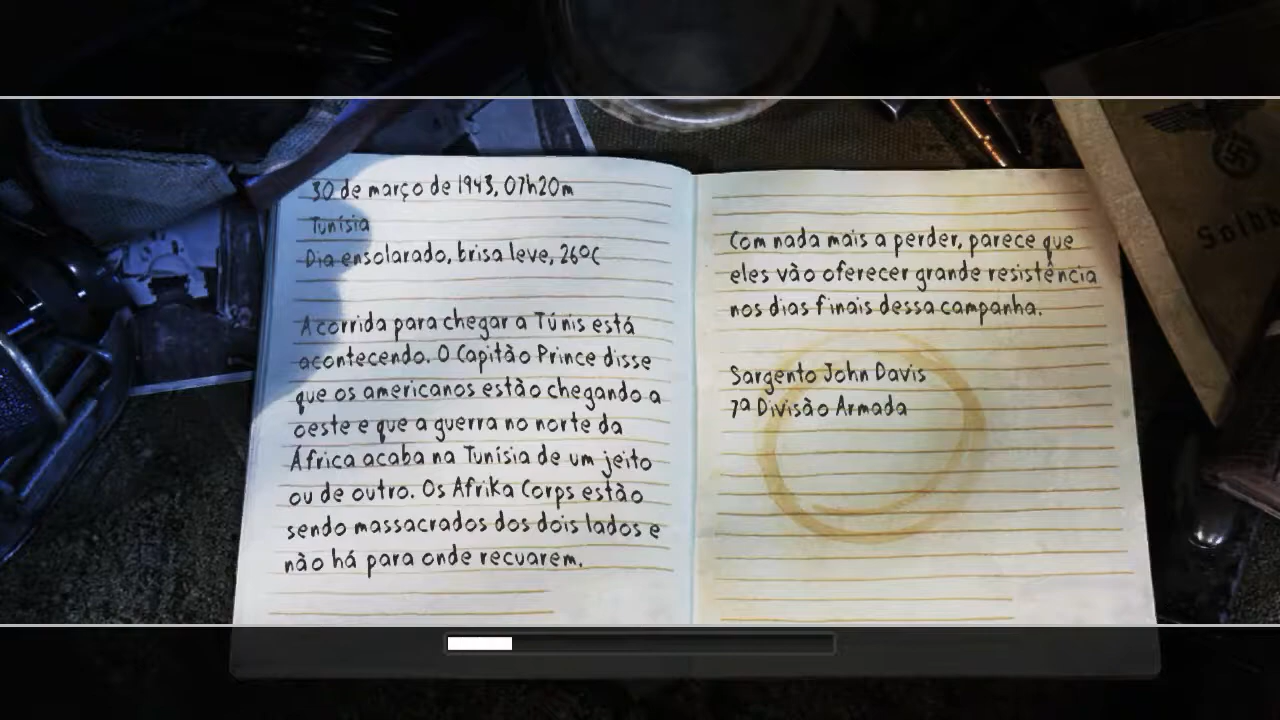 30 de março de 1943, 07h20m
Tunísia
Dia ensolarado, brisa leve, 26ºC
A corrida para chegar a Túnis está
acontecendo. O Capitão Prince disse
que os americanos estão chegando a
oeste e que a guerra no norte da
África acaba na Tunísia de um jeito
ou de outro. Os Afrika Corps estão
sendo massacrados dos dois lados e
não há para onde recuarem.
Com nada mais a perder, parece que
eles vão oferecer grande resistência
nos dias finais dessa campanha.
Sargento John Davis
7ª Divisão Armada